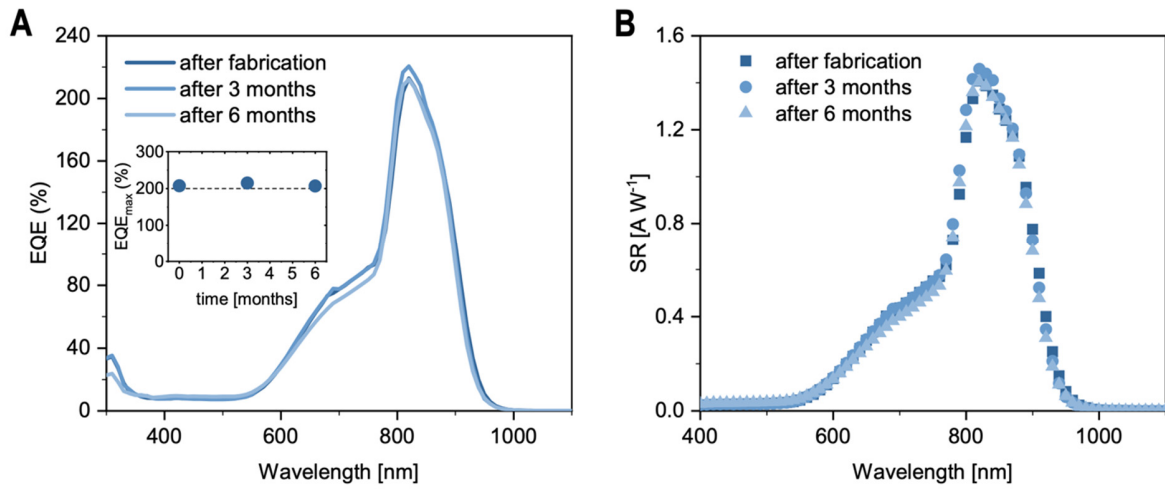 A
240
200
160
120
80
40
0
EQE (%)
after fabrication
after 3 months
after 6 months
300
200
100
0
EQEmax (%)
0 1 2 3 4 5 6
time [months]
400 600 800 1000
Wavelength [nm]
B
1.6
1.2
0.8
0.4
0.0
SR [A W-1]
after fabrication
after 3 months
after 6 months
400 600 800 1000
Wavelength [nm]